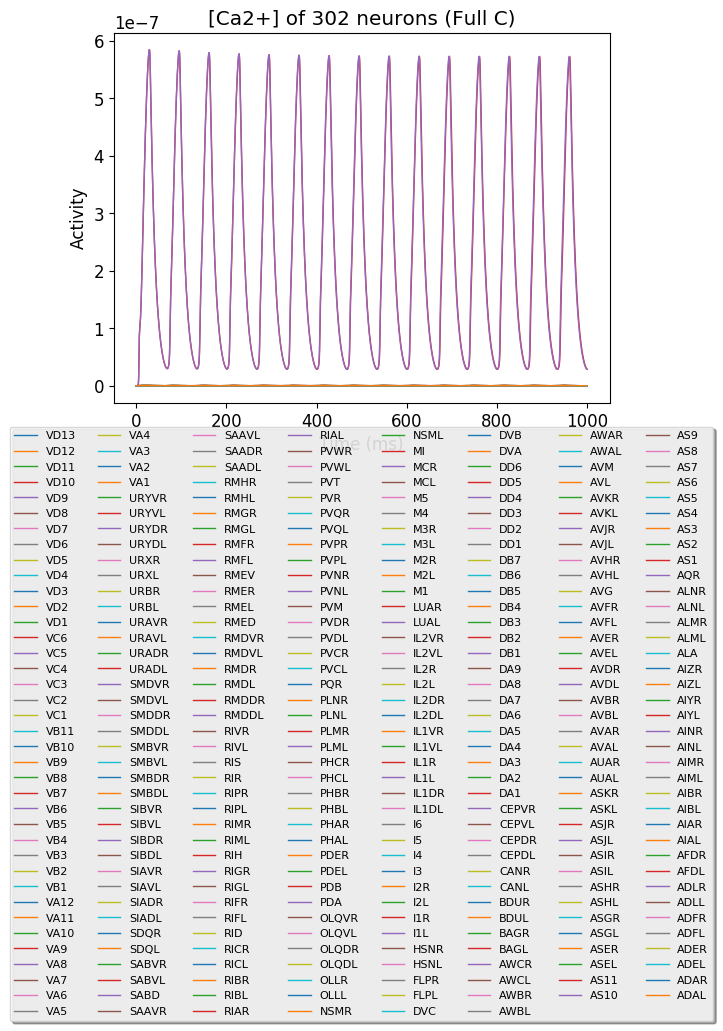 [Ca2+] of 302 neurons (Full C)
1e−7
6
5
4
3
2
1
0
Activity
0
200
400
600
800
1000
Time (ms)
VD13
VD12
VD11
VD10
VD9
VD8
VD7
VD6
VD5
VD4
VD3
VD2
VD1
VC6
VC5
VC4
VC3
VC2
VC1
VB11
VB10
VB9
VB8
VB7
VB6
VB5
VB4
VB3
VB2
VB1
VA12
VA11
VA10
VA9
VA8
VA7
VA6
VA5
VA4
VA3
VA2
VA1
URYVR
URYVL
URYDR
URYDL
URXR
URXL
URBR
URBL
URAVR
URAVL
URADR
URADL
SMDVR
SMDVL
SMDDR
SMDDL
SMBVR
SMBVL
SMBDR
SMBDL
SIBVR
SIBVL
SIBDR
SIBDL
SIAVR
SIAVL
SIADR
SIADL
SDQR
SDQL
SABVR
SABVL
SABD
SAAVR
SAAVL
SAADR
SAADL
RMHR
RMHL
RMGR
RMGL
RMFR
RMFL
RMEV
RMER
RMEL
RMED
RMDVR
RMDVL
RMDR
RMDL
RMDDR
RMDDL
RIVR
RIVL
RIS
RIR
RIPR
RIPL
RIMR
RIML
RIH
RIGR
RIGL
RIFR
RIFL
RID
RICR
RICL
RIBR
RIBL
RIAR
RIAL
PVWR
PVWL
PVT
PVR
PVQR
PVQL
PVPR
PVPL
PVNR
PVNL
PVM
PVDR
PVDL
PVCR
PVCL
PQR
PLNR
PLNL
PLMR
PLML
PHCR
PHCL
PHBR
PHBL
PHAR
PHAL
PDER
PDEL
PDB
PDA
OLQVR
OLQVL
OLQDR
OLQDL
OLLR
OLLL
NSMR
NSML
MI
MCR
MCL
M5
M4
M3R
M3L
M2R
M2L
M1
LUAR
LUAL
IL2VR
IL2VL
IL2R
IL2L
IL2DR
IL2DL
IL1VR
IL1VL
IL1R
IL1L
IL1DR
IL1DL
I6
I5
I4
I3
I2R
I2L
I1R
I1L
HSNR
HSNL
FLPR
FLPL
DVC
DVB
DVA
DD6
DD5
DD4
DD3
DD2
DD1
DB7
DB6
DB5
DB4
DB3
DB2
DB1
DA9
DA8
DA7
DA6
DA5
DA4
DA3
DA2
DA1
CEPVR
CEPVL
CEPDR
CEPDL
CANR
CANL
BDUR
BDUL
BAGR
BAGL
AWCR
AWCL
AWBR
AWBL
AWAR
AWAL
AVM
AVL
AVKR
AVKL
AVJR
AVJL
AVHR
AVHL
AVG
AVFR
AVFL
AVER
AVEL
AVDR
AVDL
AVBR
AVBL
AVAR
AVAL
AUAR
AUAL
ASKR
ASKL
ASJR
ASJL
ASIR
ASIL
ASHR
ASHL
ASGR
ASGL
ASER
ASEL
AS11
AS10
AS9
AS8
AS7
AS6
AS5
AS4
AS3
AS2
AS1
AQR
ALNR
ALNL
ALMR
ALML
ALA
AIZR
AIZL
AIYR
AIYL
AINR
AINL
AIMR
AIML
AIBR
AIBL
AIAR
AIAL
AFDR
AFDL
ADLR
ADLL
ADFR
ADFL
ADER
ADEL
ADAR
ADAL